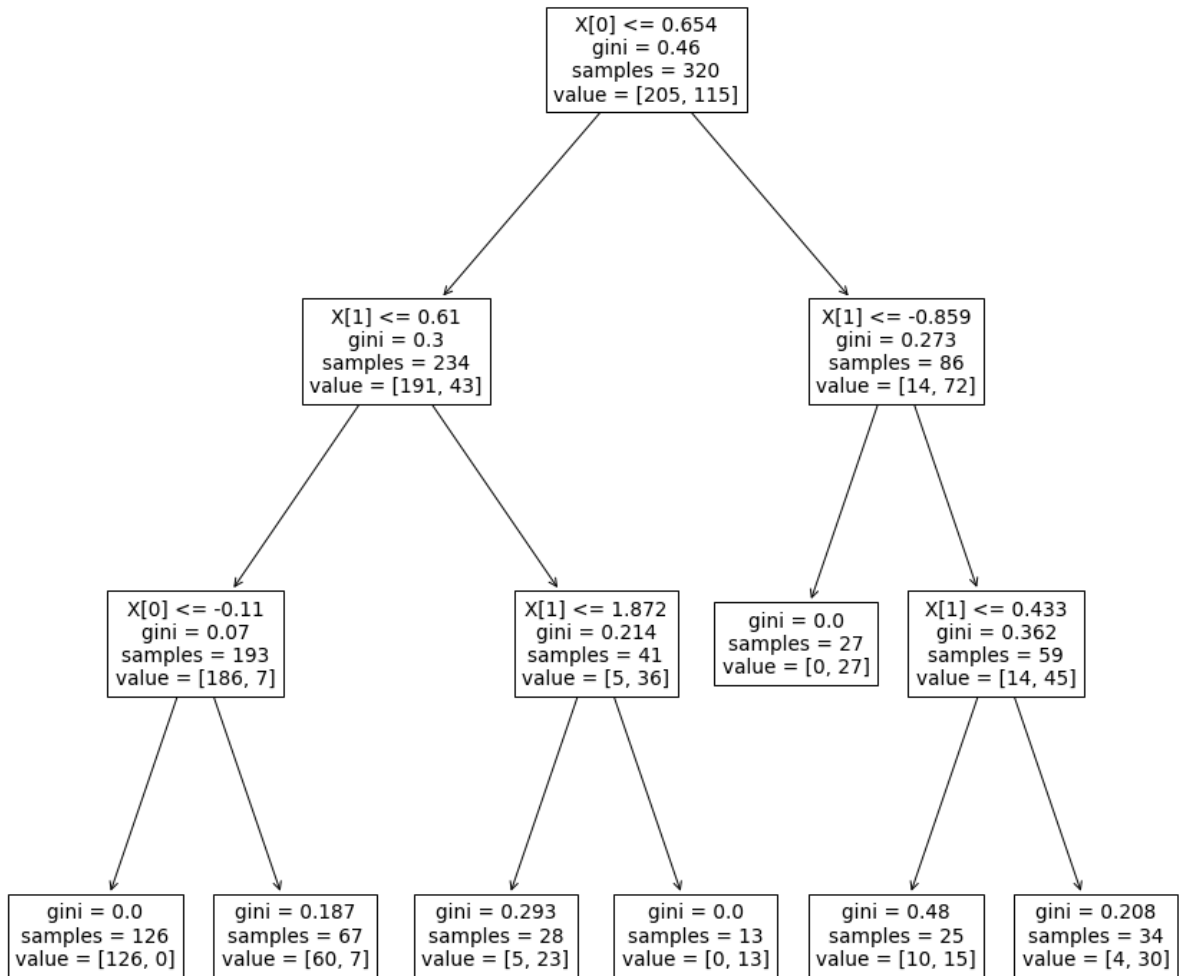 X[0] <= 0.654
gini = 0.46
samples = 320
value = [205, 115]
X[1] <= 0.61
gini = 0.3
samples = 234
value = [191, 43]
X[1] <= -0.859
gini = 0.273
samples = 86
value = [14, 72]
X[0] <= -0.11
gini = 0.07
samples = 193
value = [186, 7]
X[1] <= 1.872
gini = 0.214
samples = 41
value = [5, 36]
gini = 0.0
samples = 27
value = [0, 27]
X[1] <= 0.433
gini = 0.362
samples = 59
value = [14, 45]
gini = 0.0
samples = 126
value = [126, 0]
gini = 0.187
samples = 67
value = [60, 7]
gini = 0.293
samples = 28
value = [5, 23]
gini = 0.0
samples = 13
value = [0, 13]
gini = 0.48
samples = 25
value = [10, 15]
gini = 0.208
samples = 34
value = [4, 30]